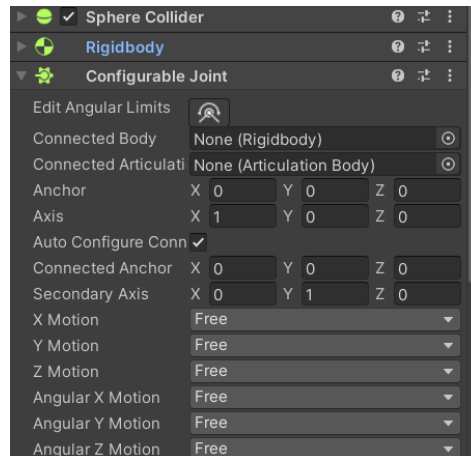 Sphere Collider
Rigidbody
Configurable Joint
Edit Angular Limits
Connected Body None (Rigidbody)
Connected Articulati None (Articulation Body)
Anchor X 0 Y 0 Z 0
Axis X 1 Y 0 Z 0
Auto Configure Conn
Connected Anchor X 0 Y 0 Z 0
Secondary Axis X 0 Y 1 Z 0
X Motion Free
Y Motion Free
Z Motion Free
Angular X Motion Free
Angular Y Motion Free
Angular Z Motion Free